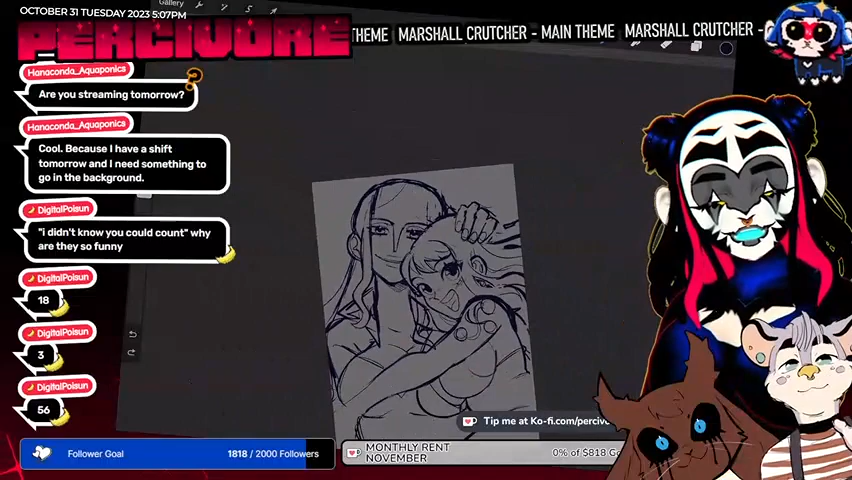 Gallery
OCTOBER 31 TUESDAY 2023 5:07PM
PERCIVORE
THEME MARSHALL CRUTCHER - MAIN THEME MARSHALL CRUTCHER -
Hanaconda_Aquaponics
Are you streaming tomorrow?
Hanaconda_Aquaponics
Cool. Because I have a shift
tomorrow and I need something to
go in the background.
DigitalPoisun
"i didn't know you could count" why
are they so funny
DigitalPoisun
18
DigitalPoisun
3
DigitalPoisun
56
Tip me at Ko-fi.com/percivo
Follower Goal
1818 / 2000 Followers
MONTHLY RENT
NOVEMBER
0% of $818 Go